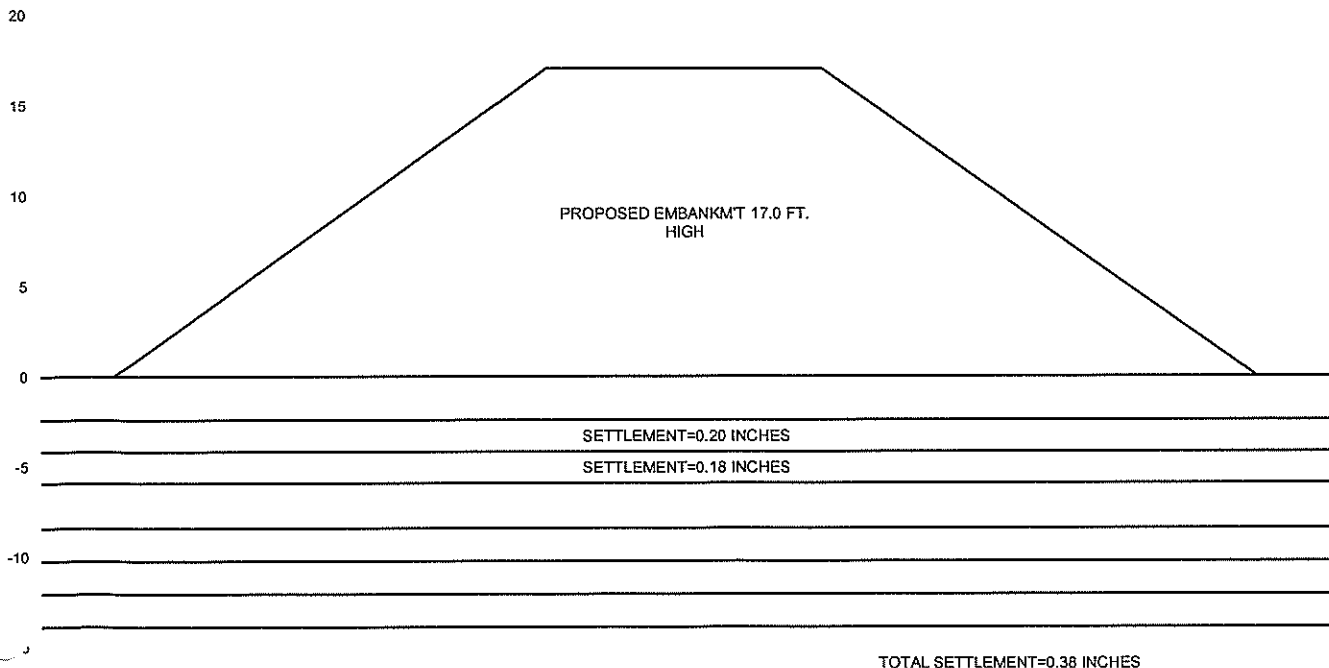 20
15
10
5
0
-5
-10
PROPOSED EMBANKM'T 17.0 FT.
HIGH
SETTLEMENT=0.20 INCHES
SETTLEMENT=0.18 INCHES
TOTAL SETTLEMENT=0.38 INCHES